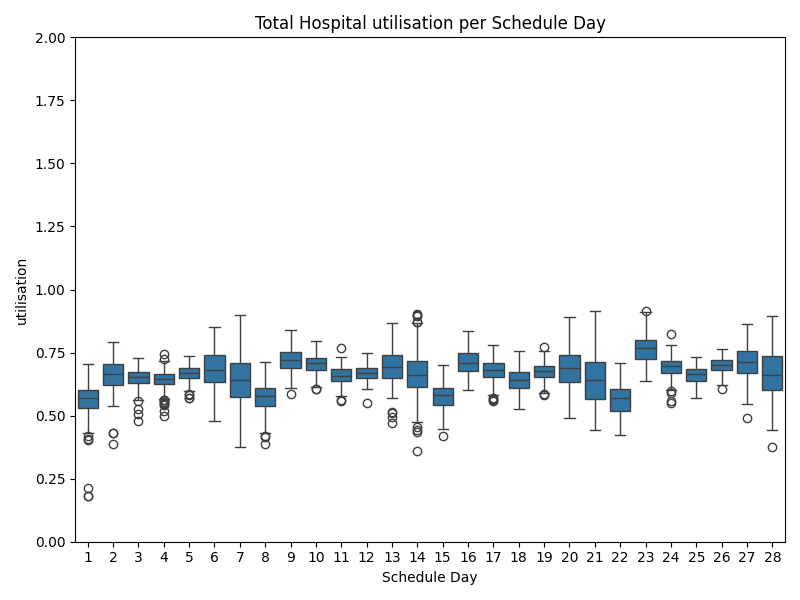 Total Hospital utilisation per Schedule Day
2.00
1.75
1.50
1.25
1.00
0.75
0.50
0.25
0.00
utilisation
1 2 3 4 5 6 7 8 9 10 11 12 13 14 15 16 17 18 19 20 21 22 23 24 25 26 27 28
Schedule Day